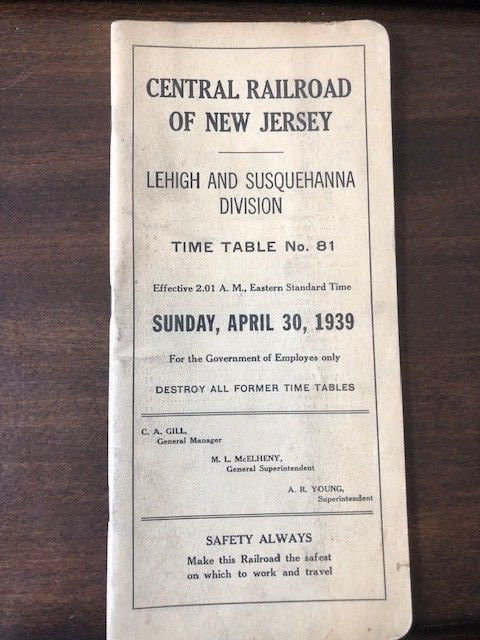 CENTRAL RAILROAD
OF NEW JERSEY
LEHIGH AND SUSQUEHANNA
DIVISION
TIME TABLE No. 81
Effective 2.01 A. M., Eastern Standard Time
SUNDAY, APRIL 30, 1939
For the Government of Employes only
DESTROY ALL FORMER TIME TABLES
C. A. GILL,
General Manager
M. L. McELHENY,
General Superintendent
A. R. YOUNG,
Superintendent
SAFETY ALWAYS
Make this Railroad the safest
on which to work and travel